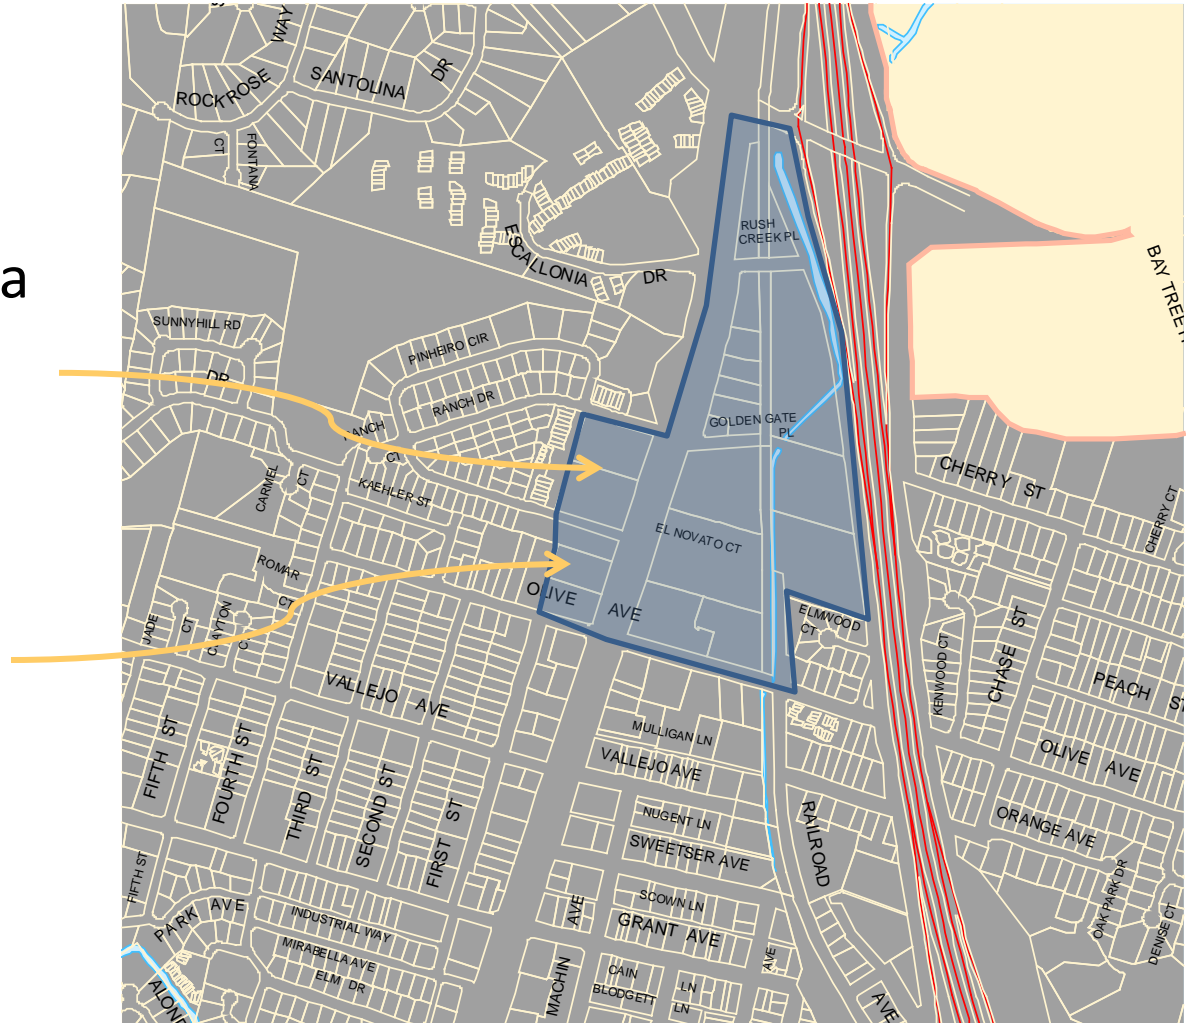 WAY
ROCKROSE
SANTOLINA
DR
CT
FONTANA
RUSH
CREEK PL
ESCALLONIA
DR
BAY TREE
a
SUNNYHILL RD
DR
PINHEIRO CIR
RANCH DR
RANCH
CT
GOLDEN GATE
PL
CARMEL
CT
KAEHLER ST
CHERRY ST
CHERRY CT
EL NOVATO CT
ROMAR
CT
OLIVE AVE
ELMWOOD
CT
JADE
CT
CLAYTON
CT
KENWOOD CT
CHASE ST
PEACH ST
VALLEJO AVE
MULLIGAN LN
VALLEJO AVE
OLIVE AVE
FIFTH ST
FOURTH ST
THIRD ST
SECOND ST
FIRST ST
NUGENT LN
SWEETSER AVE
RAILROAD
ORANGE AVE
FIFTH ST
PARK AVE
INDUSTRIAL WAY
AVE
SCOWN LN
GRANT AVE
OAK PARK DR
DENISE CT
MIRABELLA AVE
ELM DR
MACHIN
CAIN
LN
BLODGETT
LN
AVE
AVE